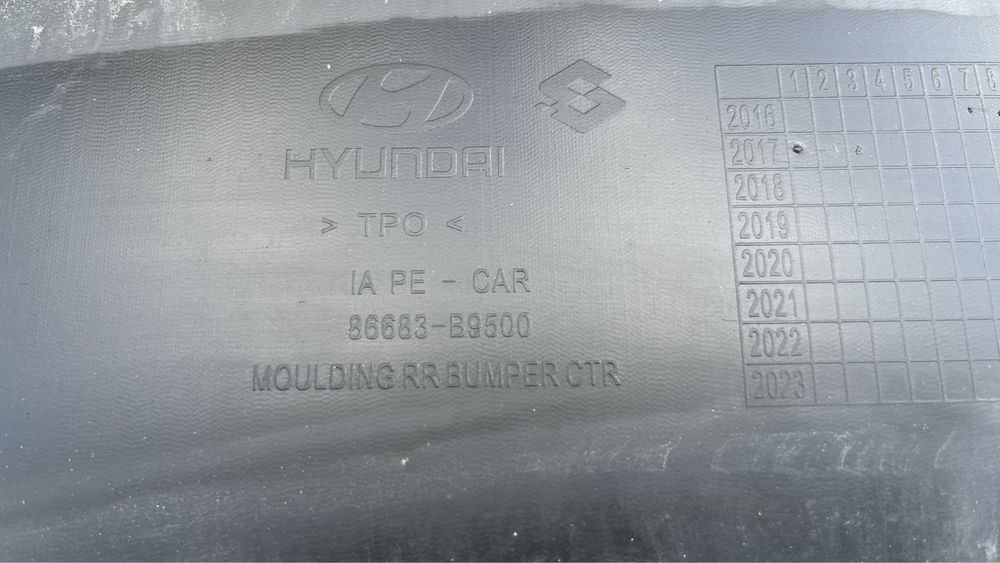 HYUNDAI
> TPO <
IA PE - CAR
86683-B9500
MOULDING RR BUMPER CTR
1 2 3 4 5 6 7 8
2016
2017
2018
2019
2020
2021
2022
2023